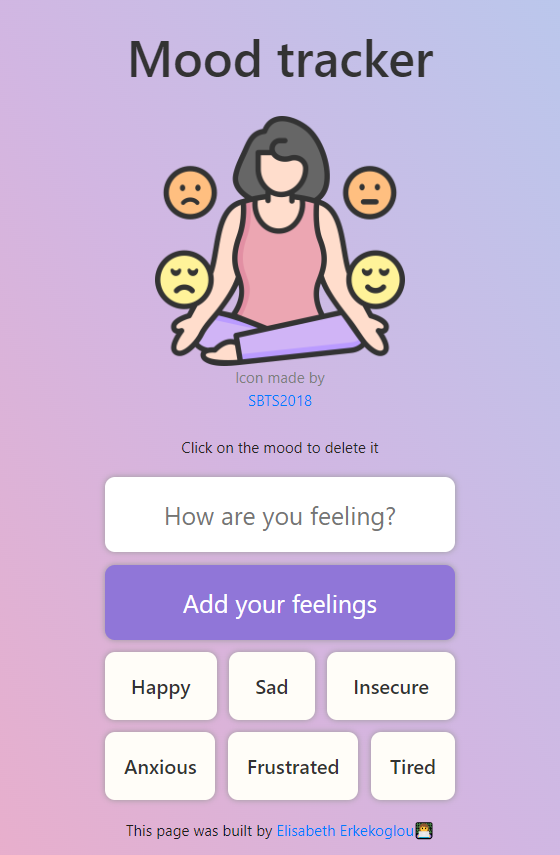 Mood tracker
Icon made by
SBTS2018
Click on the mood to delete it
How are you feeling?
Add your feelings
Happy Sad Insecure
Anxious Frustrated Tired
This page was built by Elisabeth Erkekoglou